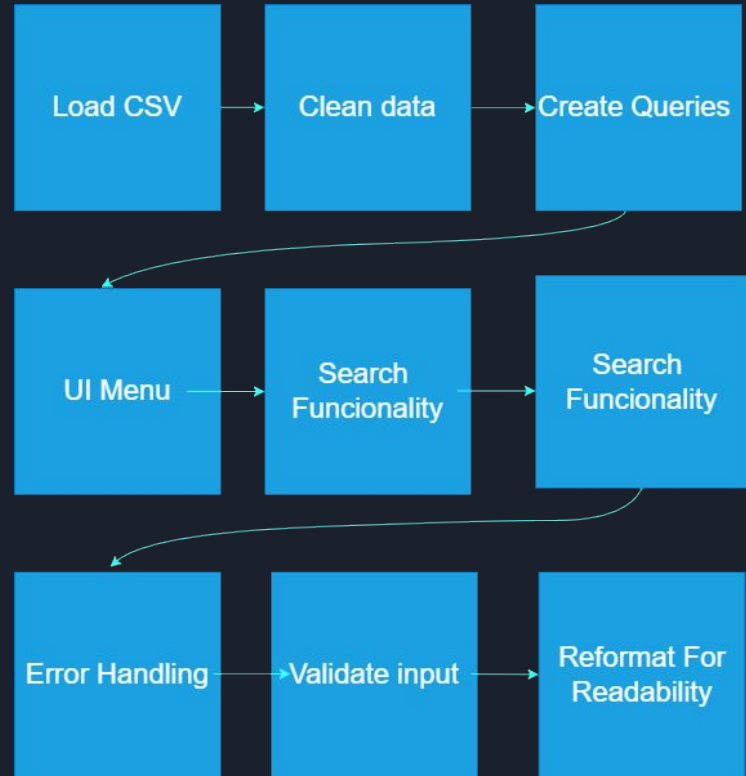 Load CSV
Clean data
Create Queries
UI Menu
Search
Funcionality
Search
Funcionality
Error Handling
Validate input
Reformat For
Readability